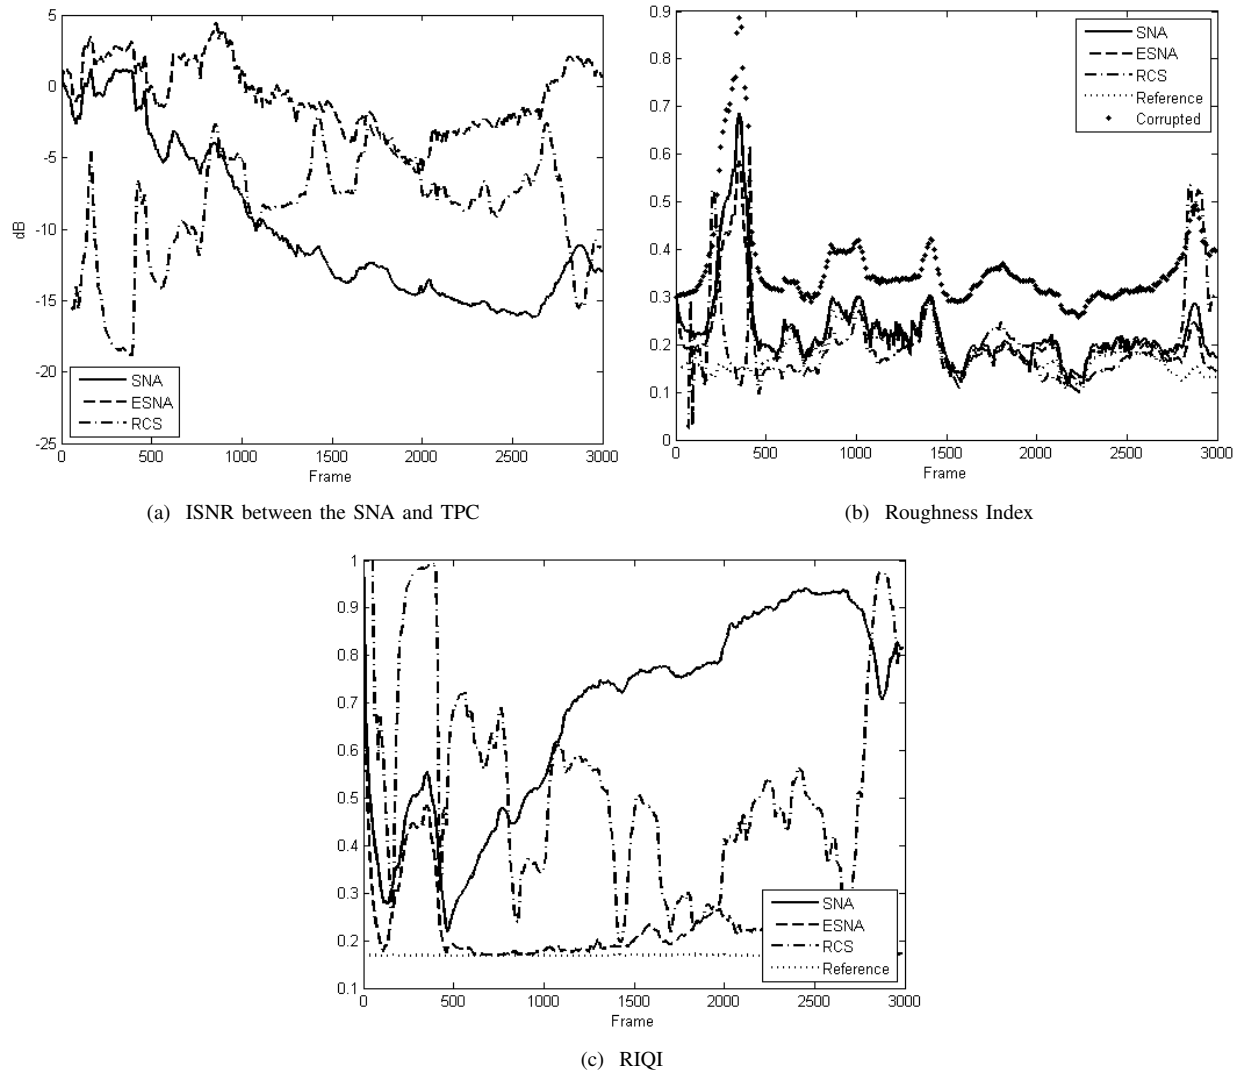 5
0
-5
-10
-15
-20
-25
dB
0 500 1000 1500 2000 2500 3000
Frame
SNA
ESNA
RCS
(a) ISNR between the SNA and TPC
0.9
0.8
0.7
0.6
0.5
0.4
0.3
0.2
0.1
0
0 500 1000 1500 2000 2500 3000
Frame
SNA
ESNA
RCS
Reference
Corrupted
(b) Roughness Index
1
0.9
0.8
0.7
0.6
0.5
0.4
0.3
0.2
0.1
0 500 1000 1500 2000 2500 3000
Frame
SNA
ESNA
RCS
Reference
(c) RIQI